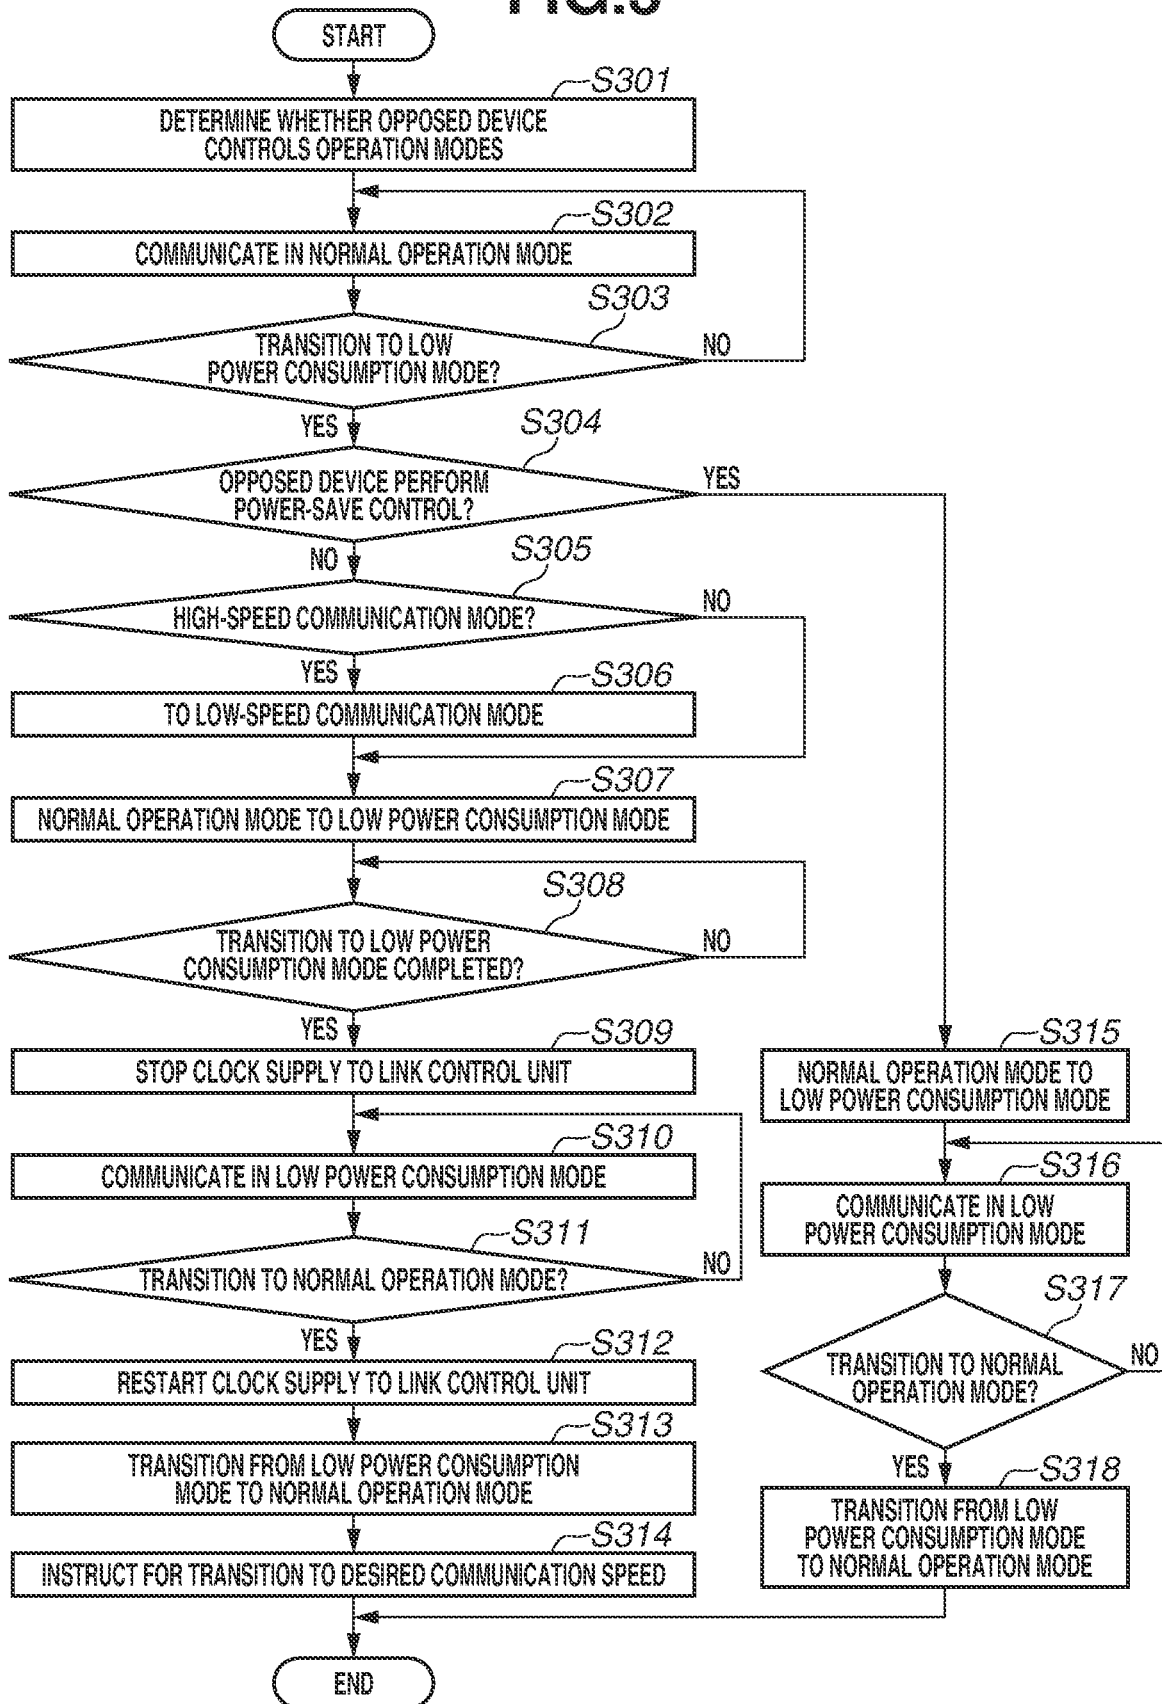 START
S301
DETERMINE WHETHER OPPOSED DEVICE
CONTROLS OPERATION MODES
S302
COMMUNICATE IN NORMAL OPERATION MODE
S303
TRANSITION TO LOW
POWER CONSUMPTION MODE?
NO
YES
S304
OPPOSED DEVICE PERFORM
POWER-SAVE CONTROL?
YES
NO
S305
HIGH-SPEED COMMUNICATION MODE?
NO
YES
S306
TO LOW-SPEED COMMUNICATION MODE
S307
NORMAL OPERATION MODE TO LOW POWER CONSUMPTION MODE
S308
TRANSITION TO LOW POWER
CONSUMPTION MODE COMPLETED?
NO
YES
S309
STOP CLOCK SUPPLY TO LINK CONTROL UNIT
S310
COMMUNICATE IN LOW POWER CONSUMPTION MODE
S311
TRANSITION TO NORMAL OPERATION MODE?
NO
YES
S312
RESTART CLOCK SUPPLY TO LINK CONTROL UNIT
S313
TRANSITION FROM LOW POWER CONSUMPTION
MODE TO NORMAL OPERATION MODE
S314
INSTRUCT FOR TRANSITION TO DESIRED COMMUNICATION SPEED
S315
NORMAL OPERATION MODE TO
LOW POWER CONSUMPTION MODE
S316
COMMUNICATE IN LOW
POWER CONSUMPTION MODE
S317
TRANSITION TO NORMAL
OPERATION MODE?
NO
YES
S318
TRANSITION FROM LOW
POWER CONSUMPTION MODE
TO NORMAL OPERATION MODE
END